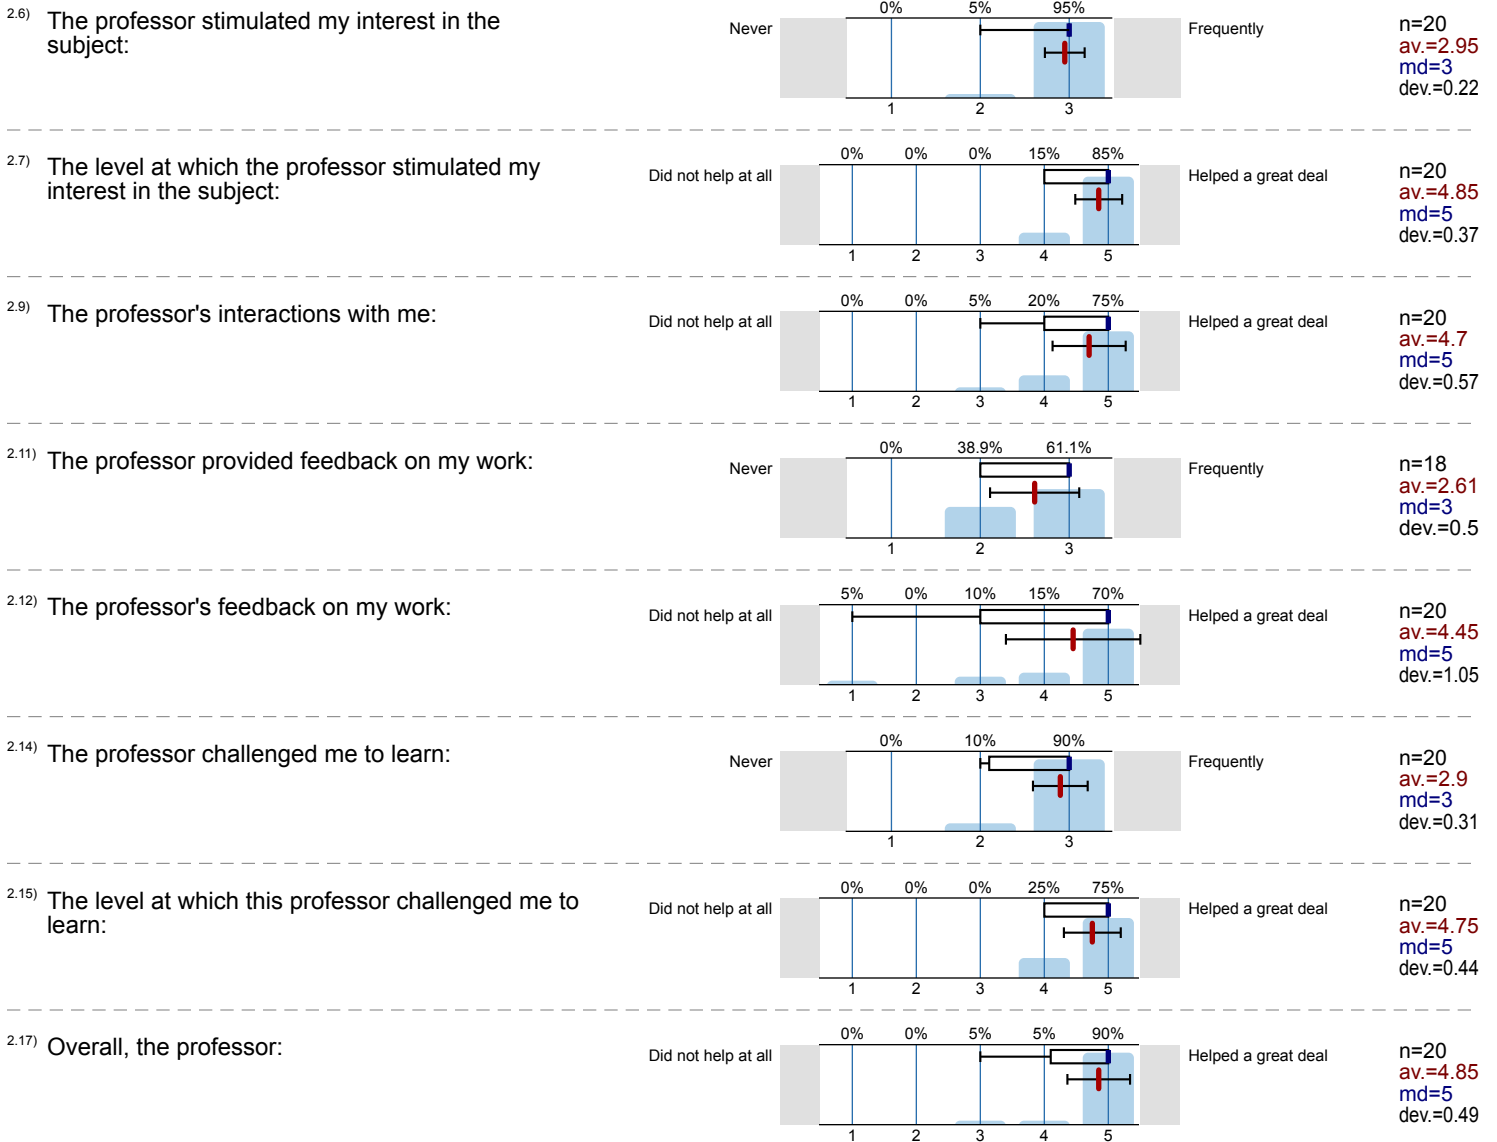 2.6) The professor stimulated my interest in the
subject:
Never
0% 5% 95%
1 2 3
Frequently
n=20
av.=2.95
md=3
dev.=0.22
2.7) The level at which the professor stimulated my
interest in the subject:
Did not help at all
0% 0% 0% 15% 85%
1 2 3 4 5
Helped a great deal
n=20
av.=4.85
md=5
dev.=0.37
2.9) The professor's interactions with me:
Did not help at all
0% 0% 5% 20% 75%
1 2 3 4 5
Helped a great deal
n=20
av.=4.7
md=5
dev.=0.57
2.11) The professor provided feedback on my work:
Never
0% 38.9% 61.1%
1 2 3
Frequently
n=18
av.=2.61
md=3
dev.=0.5
2.12) The professor's feedback on my work:
Did not help at all
5% 0% 10% 15% 70%
1 2 3 4 5
Helped a great deal
n=20
av.=4.45
md=5
dev.=1.05
2.14) The professor challenged me to learn:
Never
0% 10% 90%
1 2 3
Frequently
n=20
av.=2.9
md=3
dev.=0.31
2.15) The level at which this professor challenged me to
learn:
Did not help at all
0% 0% 0% 25% 75%
1 2 3 4 5
Helped a great deal
n=20
av.=4.75
md=5
dev.=0.44
2.17) Overall, the professor:
Did not help at all
0% 0% 5% 5% 90%
1 2 3 4 5
Helped a great deal
n=20
av.=4.85
md=5
dev.=0.49